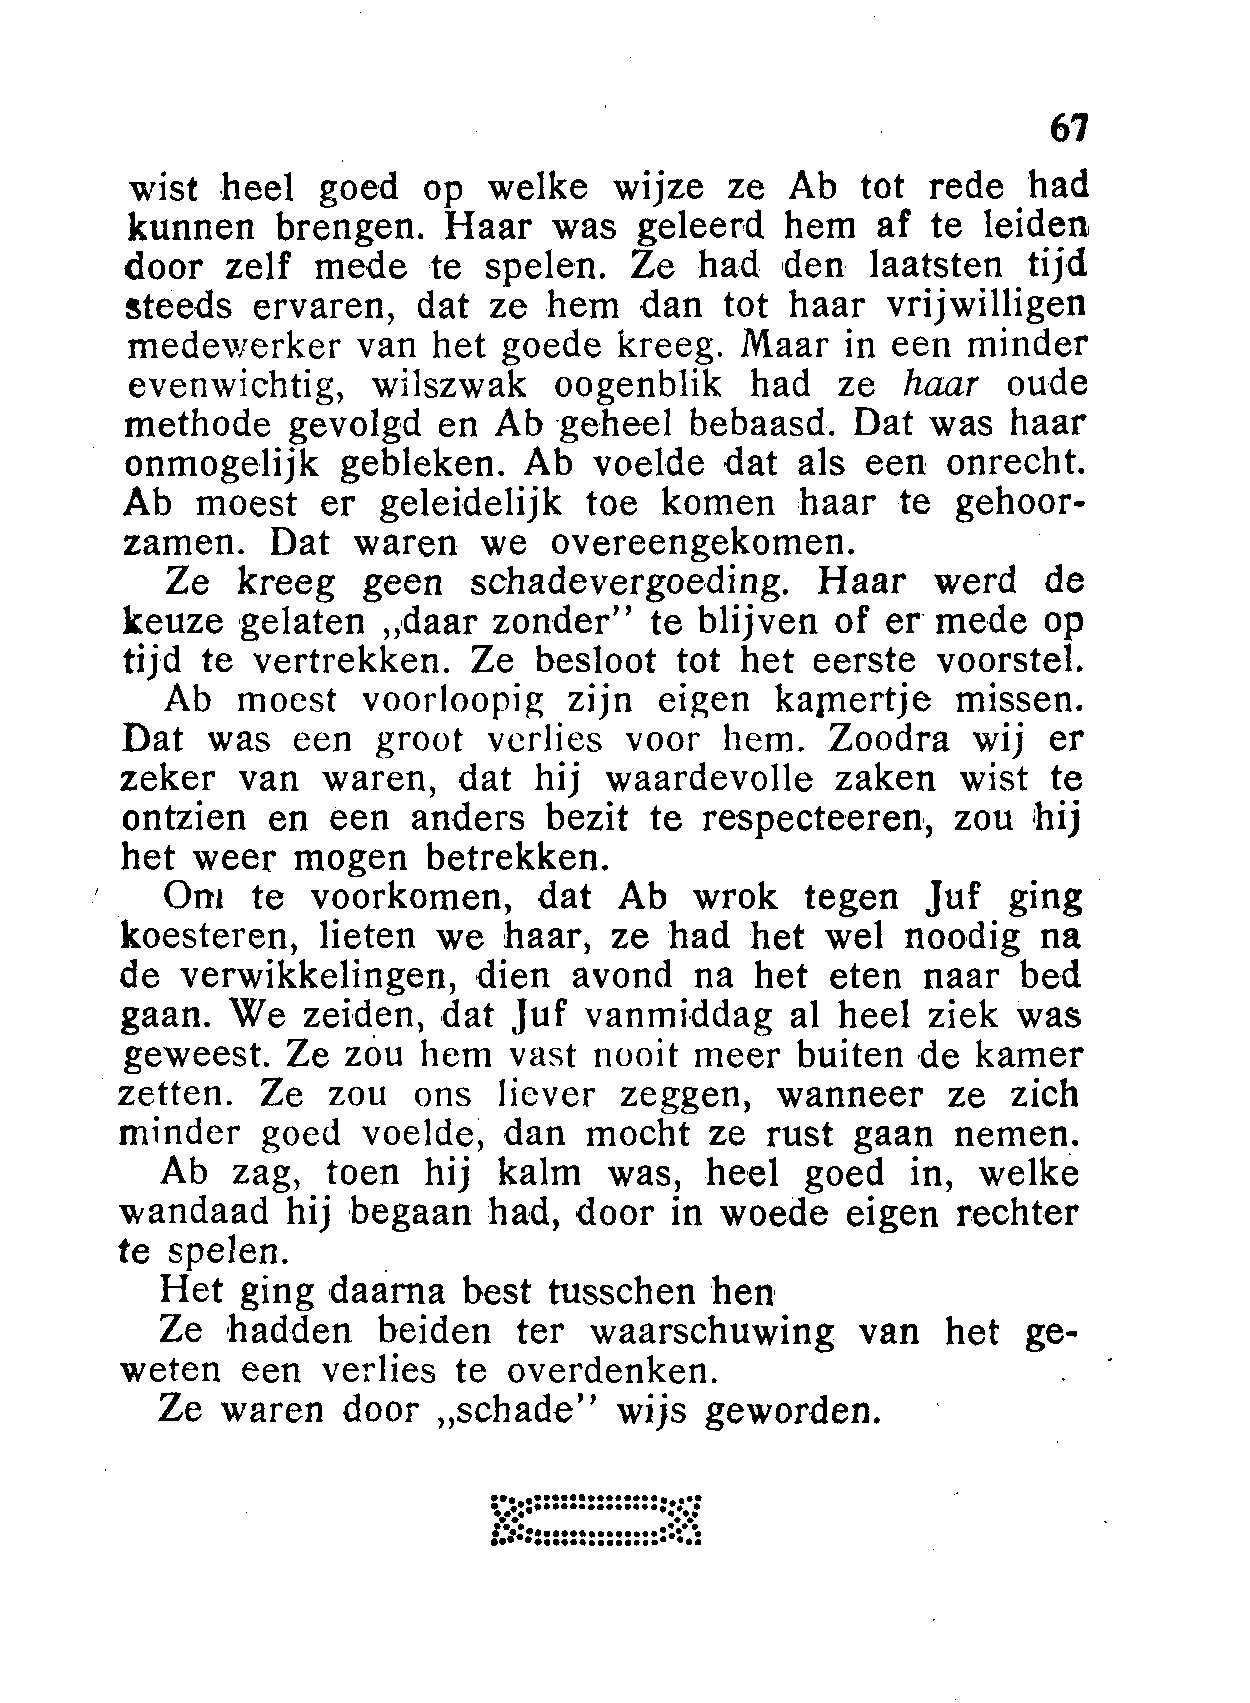 67
wist heel goed op welke wijze ze Ab tot rede had
kunnen brengen. Haar was geleerd hem af te leiden
door zelf mede te spelen. Ze had den laatsten tijd
steeds ervaren, dat ze hem dan tot haar vrijwilligen
medewerker van het goede kreeg. Maar in een minder
evenwichtig, wilszwak oogenblik had ze haar oude
methode gevolgd en Ab geheel bebaasd. Dat was haar
onmogelijk gebleken. Ab voelde dat als een onrecht.
Ab moest er geleidelijk toe komen haar te gehoor-
zamen. Dat waren we overeengekomen.
Ze kreeg geen schadevergoeding. Haar werd de
keuze gelaten „daar zonder" te blijven of er mede op
tijd te vertrekken. Ze besloot tot het eerste voorstel.
Ab moest voorloopig zijn eigen kamertje missen.
Dat was een groot verlies voor hem. Zoodra wij er
zeker van waren, dat hij waardevolle zaken wist te
ontzien en een anders bezit te respecteeren, zou hij
het weer mogen betrekken.
Om te voorkomen, dat Ab wrok tegen Juf ging
koesteren, lieten we haar, ze had het wel noodig na
de verwikkelingen, dien avond na het eten naar bed
gaan. We zeiden, dat Juf vanmiddag al heel ziek was
geweest. Ze zou hem vast nooit meer buiten de kamer
zetten. Ze zou ons liever zeggen, wanneer ze zich
minder goed voelde, dan mocht ze rust gaan nemen.
Ab zag, toen hij kalm was, heel goed in, welke
wandaad hij begaan had, door in woede eigen rechter
te spelen.
Het ging daarna best tusschen hen
Ze hadden beiden ter waarschuwing van het ge-
weten een verlies te overdenken.
Ze waren door „schade" wijs geworden.